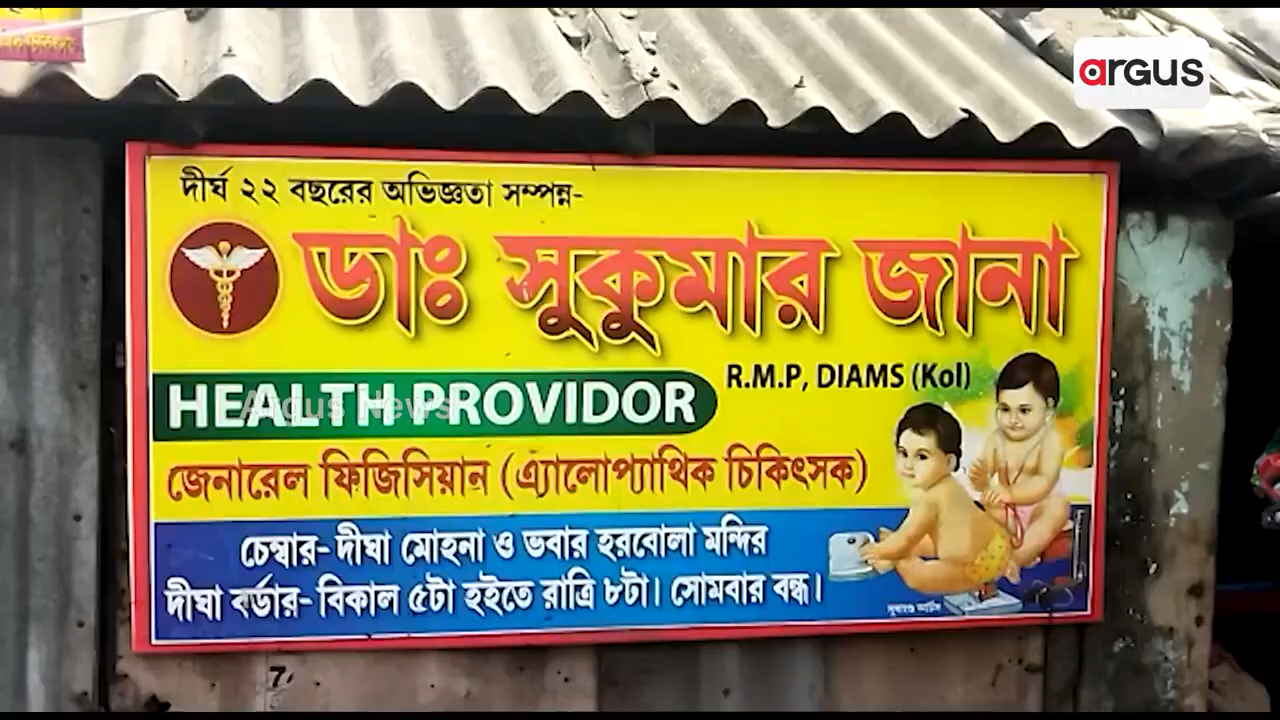 argus
দীর্ঘ ২২ বছরের অভিজ্ঞতা সম্পন্ন-
ডাঃ সুকুমার জানা
R.M.P, DIAMS (Kol)
HEALTH PROVIDOR
Argus News
জেনারেল ফিজিসিয়ান (এ্যালোপ্যাথিক চিকিৎসক)
চেম্বার- দীঘা মোহনা ও ভবার হরবোলা মন্দির
দীঘা বর্ডার- বিকাল ৫টা হইতে রাত্রি ৮টা। সোমবার বন্ধ।
7